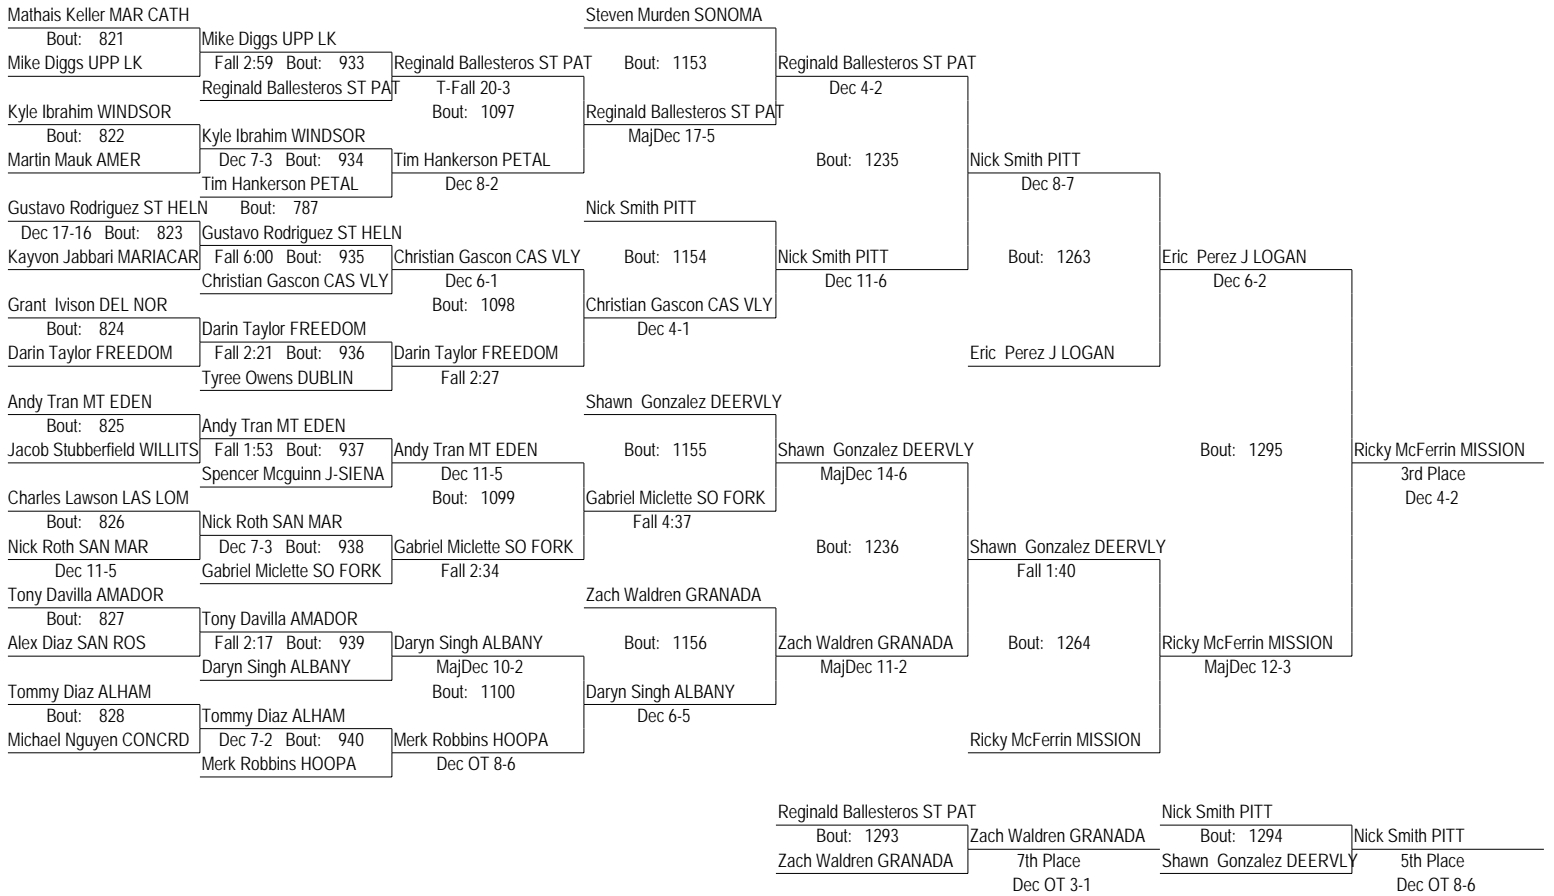 Mathais Keller MAR CATH
Steven Murden SONOMA
Bout: 821
Mike Diggs UPP LK
Mike Diggs UPP LK
Fall 2:59 Bout: 933
Reginald Ballesteros ST PAT
Bout: 1153
Reginald Ballesteros ST PAT
Reginald Ballesteros ST PAT
T-Fall 20-3
Dec 4-2
Kyle Ibrahim WINDSOR
Bout: 1097
Reginald Ballesteros ST PAT
Bout: 822
Kyle Ibrahim WINDSOR
MajDec 17-5
Martin Mauk AMER
Dec 7-3 Bout: 934
Tim Hankerson PETAL
Bout: 1235
Nick Smith PITT
Tim Hankerson PETAL
Dec 8-2
Dec 8-7
Gustavo Rodriguez ST HELN
Bout: 787
Nick Smith PITT
Dec 17-16 Bout: 823
Gustavo Rodriguez ST HELN
Kayvon Jabbari MARIACAR
Fall 6:00 Bout: 935
Christian Gascon CAS VLY
Bout: 1154
Nick Smith PITT
Bout: 1263
Eric Perez J LOGAN
Christian Gascon CAS VLY
Dec 6-1
Dec 11-6
Dec 6-2
Grant Ivison DEL NOR
Bout: 1098
Christian Gascon CAS VLY
Bout: 824
Darin Taylor FREEDOM
Dec 4-1
Darin Taylor FREEDOM
Fall 2:21 Bout: 936
Darin Taylor FREEDOM
Eric Perez J LOGAN
Tyree Owens DUBLIN
Fall 2:27
Andy Tran MT EDEN
Shawn Gonzalez DEERVLY
Bout: 825
Andy Tran MT EDEN
Jacob Stubberfield WILLITS
Fall 1:53 Bout: 937
Andy Tran MT EDEN
Bout: 1155
Shawn Gonzalez DEERVLY
Bout: 1295
Ricky McFerrin MISSION
Spencer Mcguinn J-SIENA
Dec 11-5
MajDec 14-6
3rd Place
Charles Lawson LAS LOM
Bout: 1099
Gabriel Miclette SO FORK
Dec 4-2
Bout: 826
Nick Roth SAN MAR
Fall 4:37
Nick Roth SAN MAR
Dec 7-3 Bout: 938
Gabriel Miclette SO FORK
Bout: 1236
Shawn Gonzalez DEERVLY
Dec 11-5
Gabriel Miclette SO FORK
Fall 2:34
Fall 1:40
Tony Davilla AMADOR
Zach Waldren GRANADA
Bout: 827
Tony Davilla AMADOR
Alex Diaz SAN ROS
Fall 2:17 Bout: 939
Daryn Singh ALBANY
Bout: 1156
Zach Waldren GRANADA
Bout: 1264
Ricky McFerrin MISSION
Daryn Singh ALBANY
MajDec 10-2
MajDec 11-2
MajDec 12-3
Tommy Diaz ALHAM
Bout: 1100
Daryn Singh ALBANY
Bout: 828
Tommy Diaz ALHAM
Dec 6-5
Michael Nguyen CONCRD
Dec 7-2 Bout: 940
Merk Robbins HOOPA
Ricky McFerrin MISSION
Merk Robbins HOOPA
Dec OT 8-6
Reginald Ballesteros ST PAT
Nick Smith PITT
Bout: 1293
Zach Waldren GRANADA
Bout: 1294
Nick Smith PITT
Zach Waldren GRANADA
7th Place
Shawn Gonzalez DEERVLY
5th Place
Dec OT 3-1
Dec OT 8-6